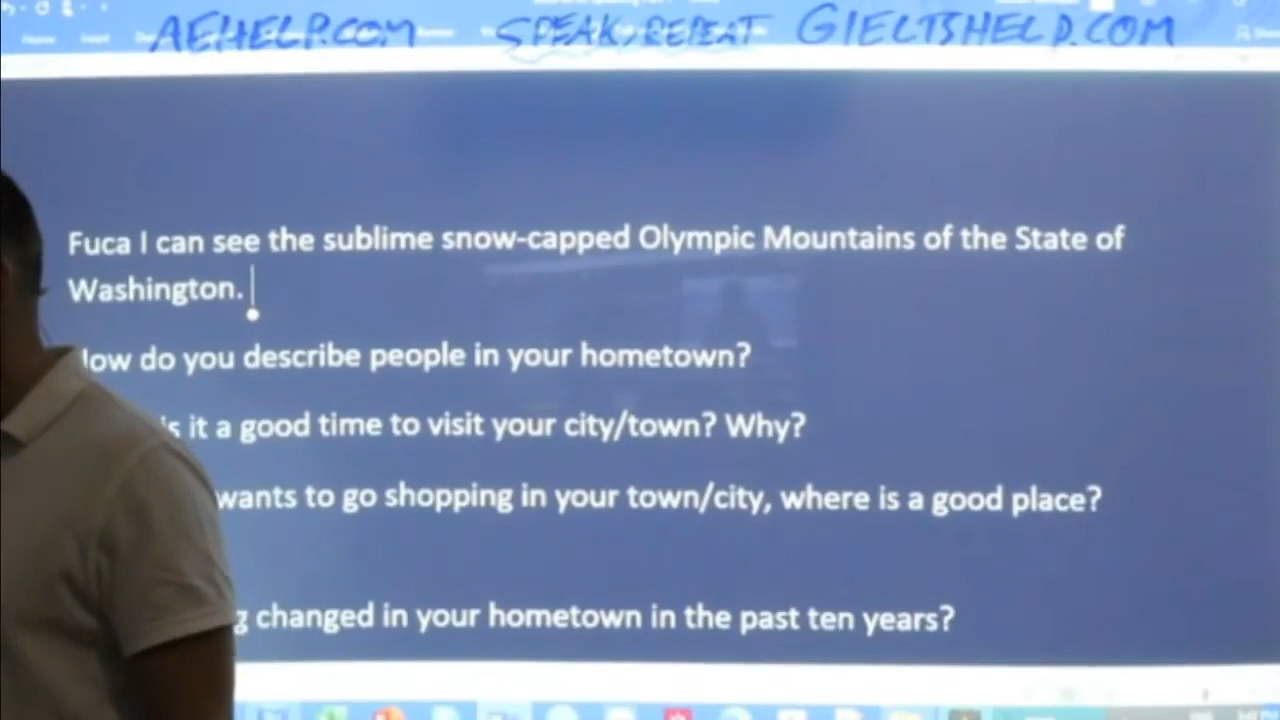 AEHELP.COM SPEAK, REPEAT GIELTSHELP.COM
Home Insert
Fuca I can see the sublime snow-capped Olympic Mountains of the State of
Washington.
How do you describe people in your hometown?
is it a good time to visit your city/town? Why?
wants to go shopping in your town/city, where is a good place?
g changed in your hometown in the past ten years?